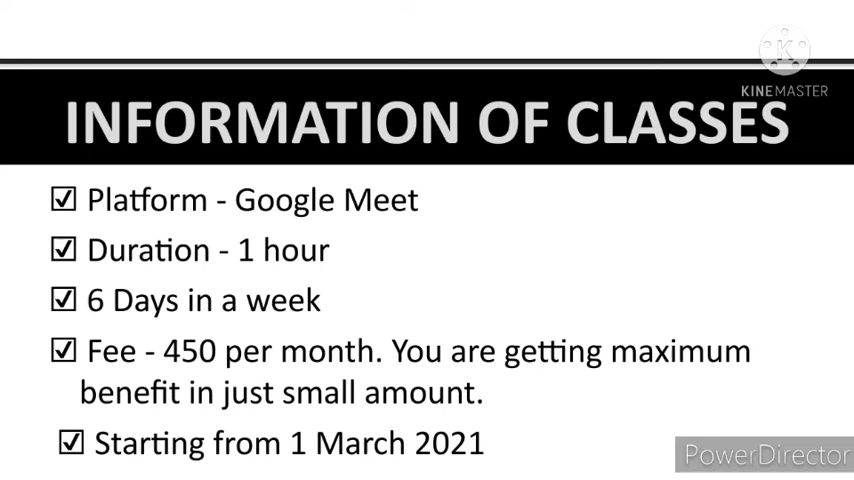 KINEMASTER
INFORMATION OF CLASSES
☑ Platform - Google Meet
☑ Duration - 1 hour
☑ 6 Days in a week
☑ Fee - 450 per month. You are getting maximum
benefit in just small amount.
☑ Starting from 1 March 2021
PowerDirector